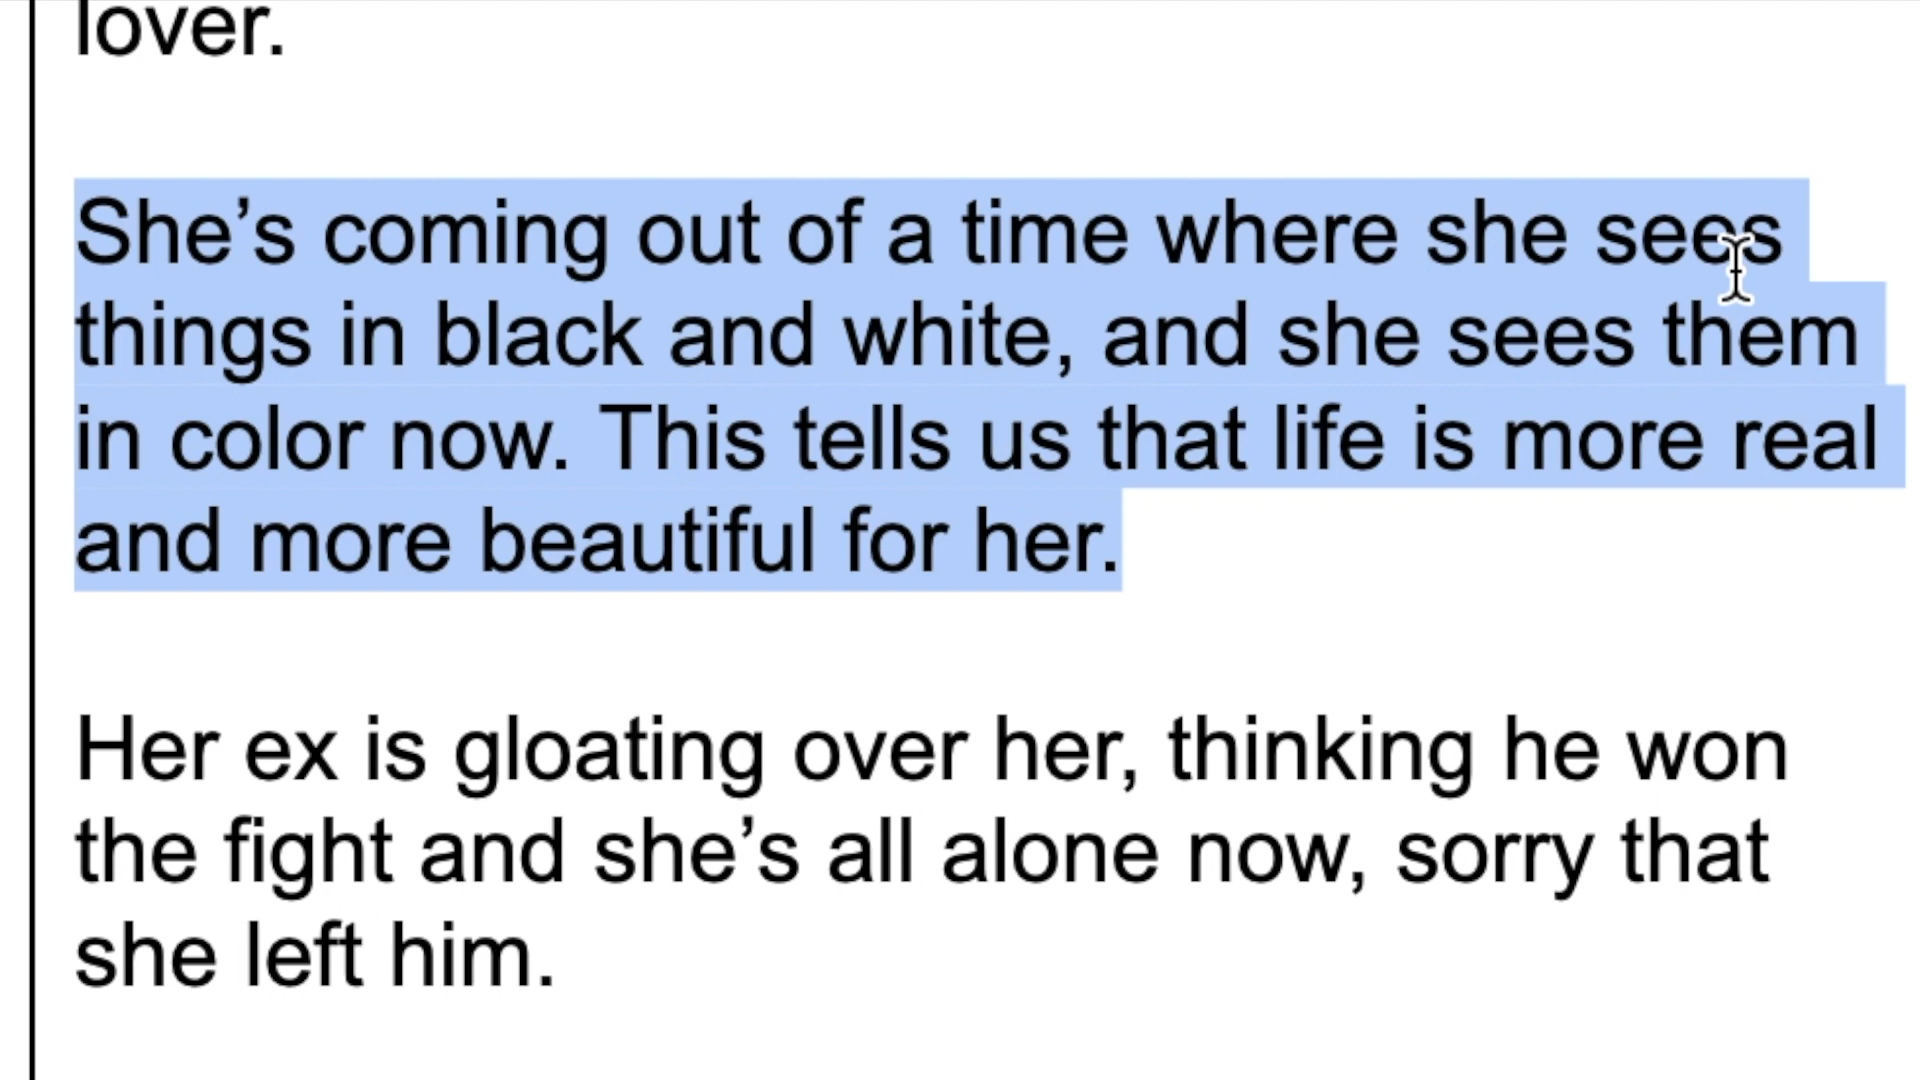 lover.
She’s coming out of a time where she sees
things in black and white, and she sees them
in color now. This tells us that life is more real
and more beautiful for her.
Her ex is gloating over her, thinking he won
the fight and she’s all alone now, sorry that
she left him.